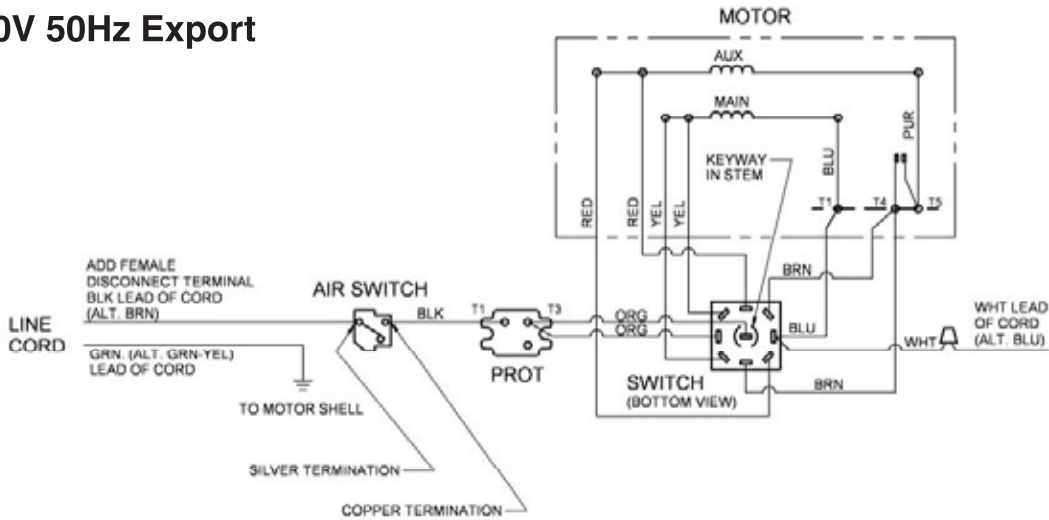 50Hz Export
MOTOR
AUX
MAIN
PUR
KEYWAY
IN STEM
BLU
T1
T4
T5
RED
RED
YEL
YEL
BRN
ADD FEMALE
DISCONNECT TERMINAL
BLK LEAD OF CORD
(ALT. BRN)
AIR SWITCH
BLK
T1
T3
ORG
ORG
BLU
WHT
WHT LEAD
OF CORD
(ALT. BLU)
LINE
CORD
GRN. (ALT. GRN-YEL)
LEAD OF CORD
PROT
SWITCH
(BOTTOM VIEW)
BRN
TO MOTOR SHELL
SILVER TERMINATION
COPPER TERMINATION